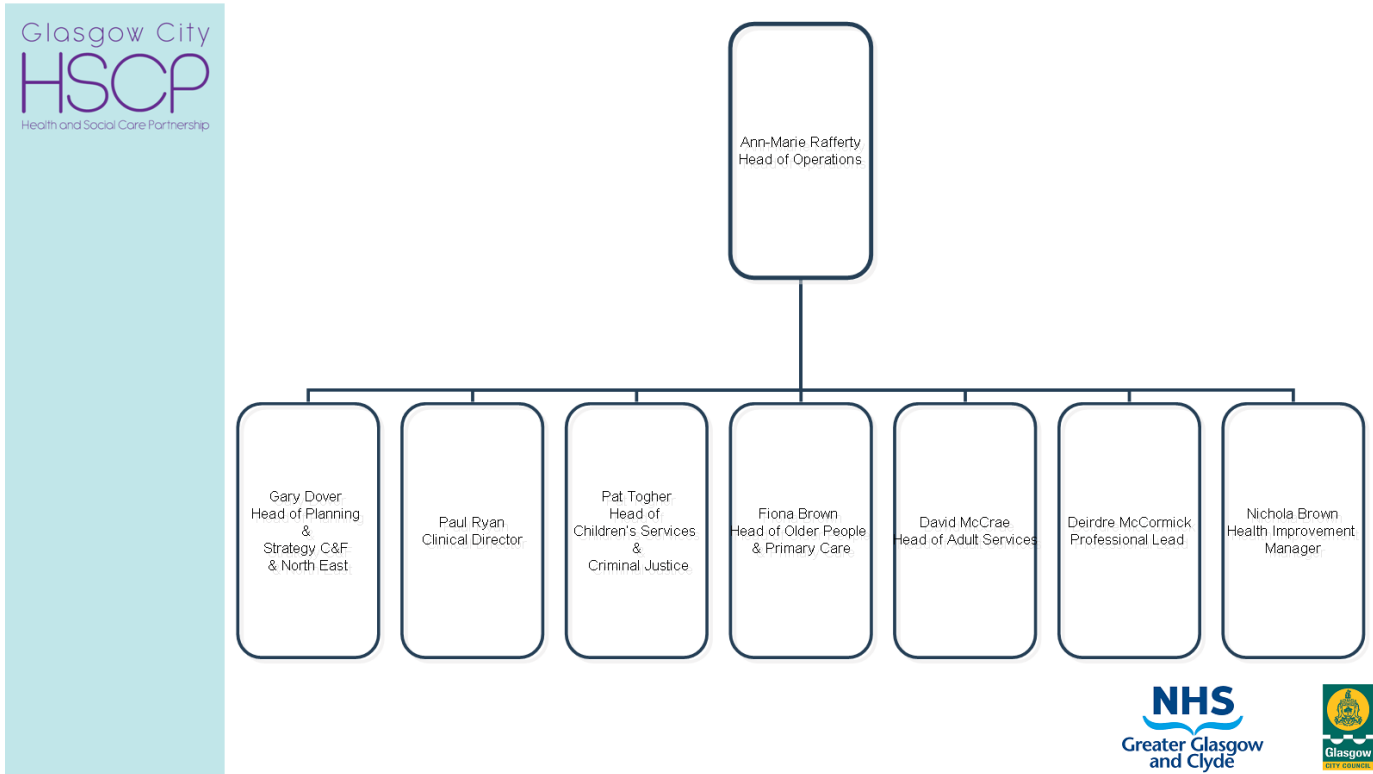 Glasgow City
HSCP
Health and Social Care Partnership
Ann-Marie Rafferty
Head of Operations
Gary Dover
Head of Planning
&
Strategy C&F
& North East
Paul Ryan
Clinical Director
Pat Togher
Head of
Children's Services
&
Criminal Justice
Fiona Brown
Head of Older People
& Primary Care
David McCrae
Head of Adult Services
Deirdre McCormick
Professional Lead
Nichola Brown
Health Improvement
Manager
NHS
Greater Glasgow
and Clyde
Glasgow
CITY COUNCIL